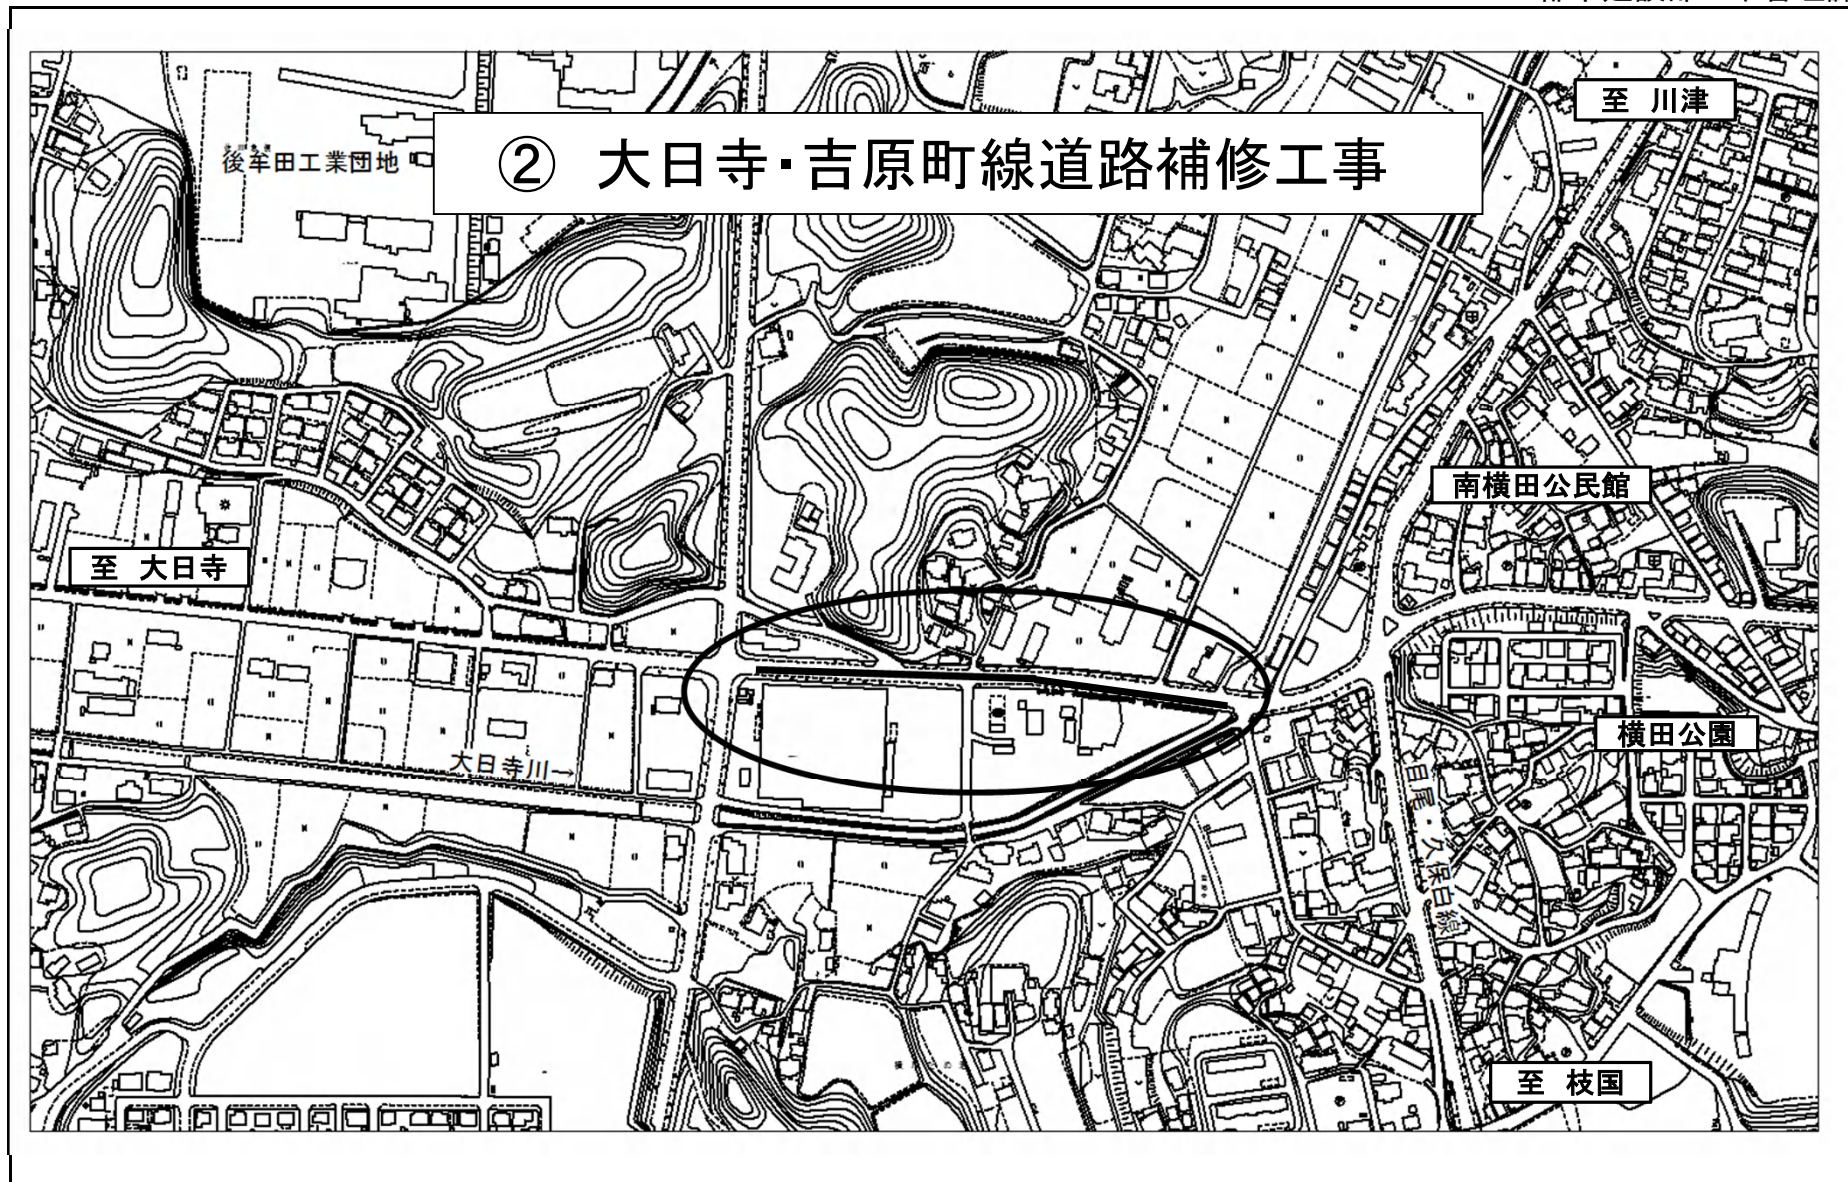 至 川津
② 大日寺・吉原町線道路補修工事
後牟田工業団地
南横田公民館
至 大日寺
横田公園
大日寺川→
目尾・久保白線
至 枝国